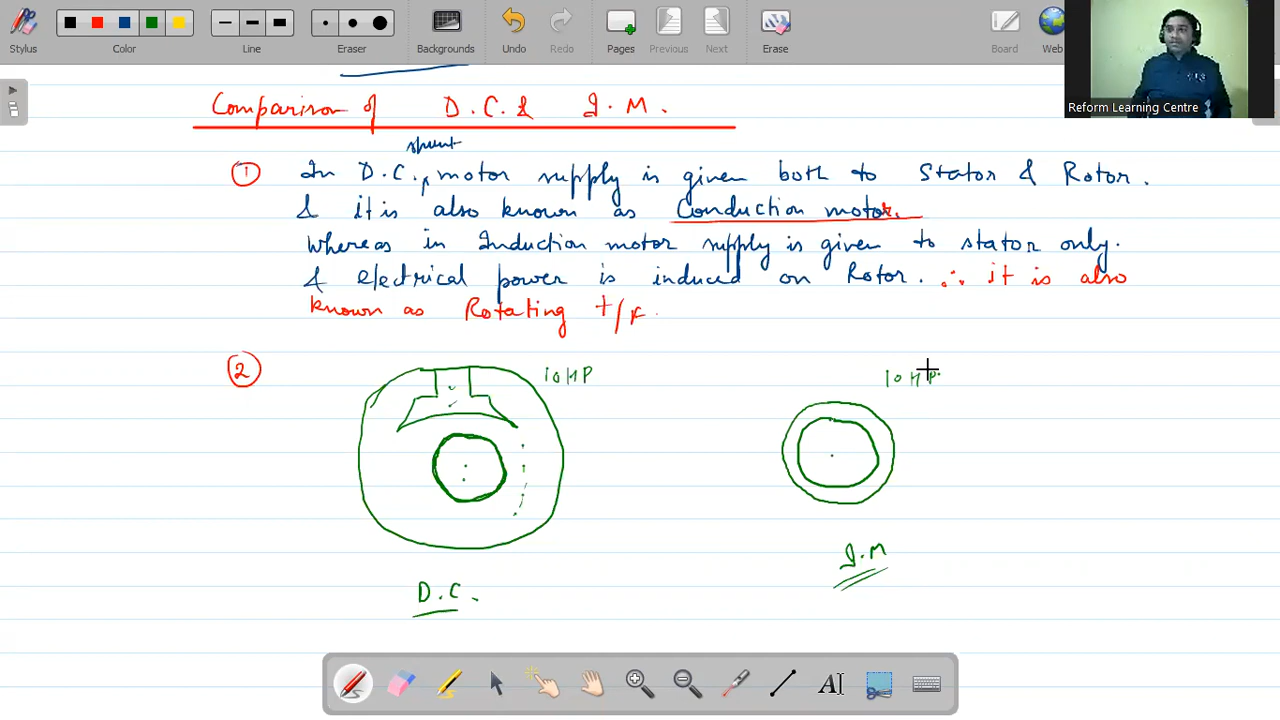 Stylus
Color
Line
Eraser
Backgrounds
Undo
Redo
Pages
Previous
Next
Erase
Board
Web
Reform Learning Centre
Comparison of D.C. & I.M.
shunt
① In D.C. motor supply is given both to Stator & Rotor.
& it is also known as Conduction motor.
Whereas in Induction motor supply is given to stator only.
& electrical power is induced on Rotor. ∴ it is also
known as Rotating T/F.
②
10 HP
10 HP.
I.M
D.C.
A